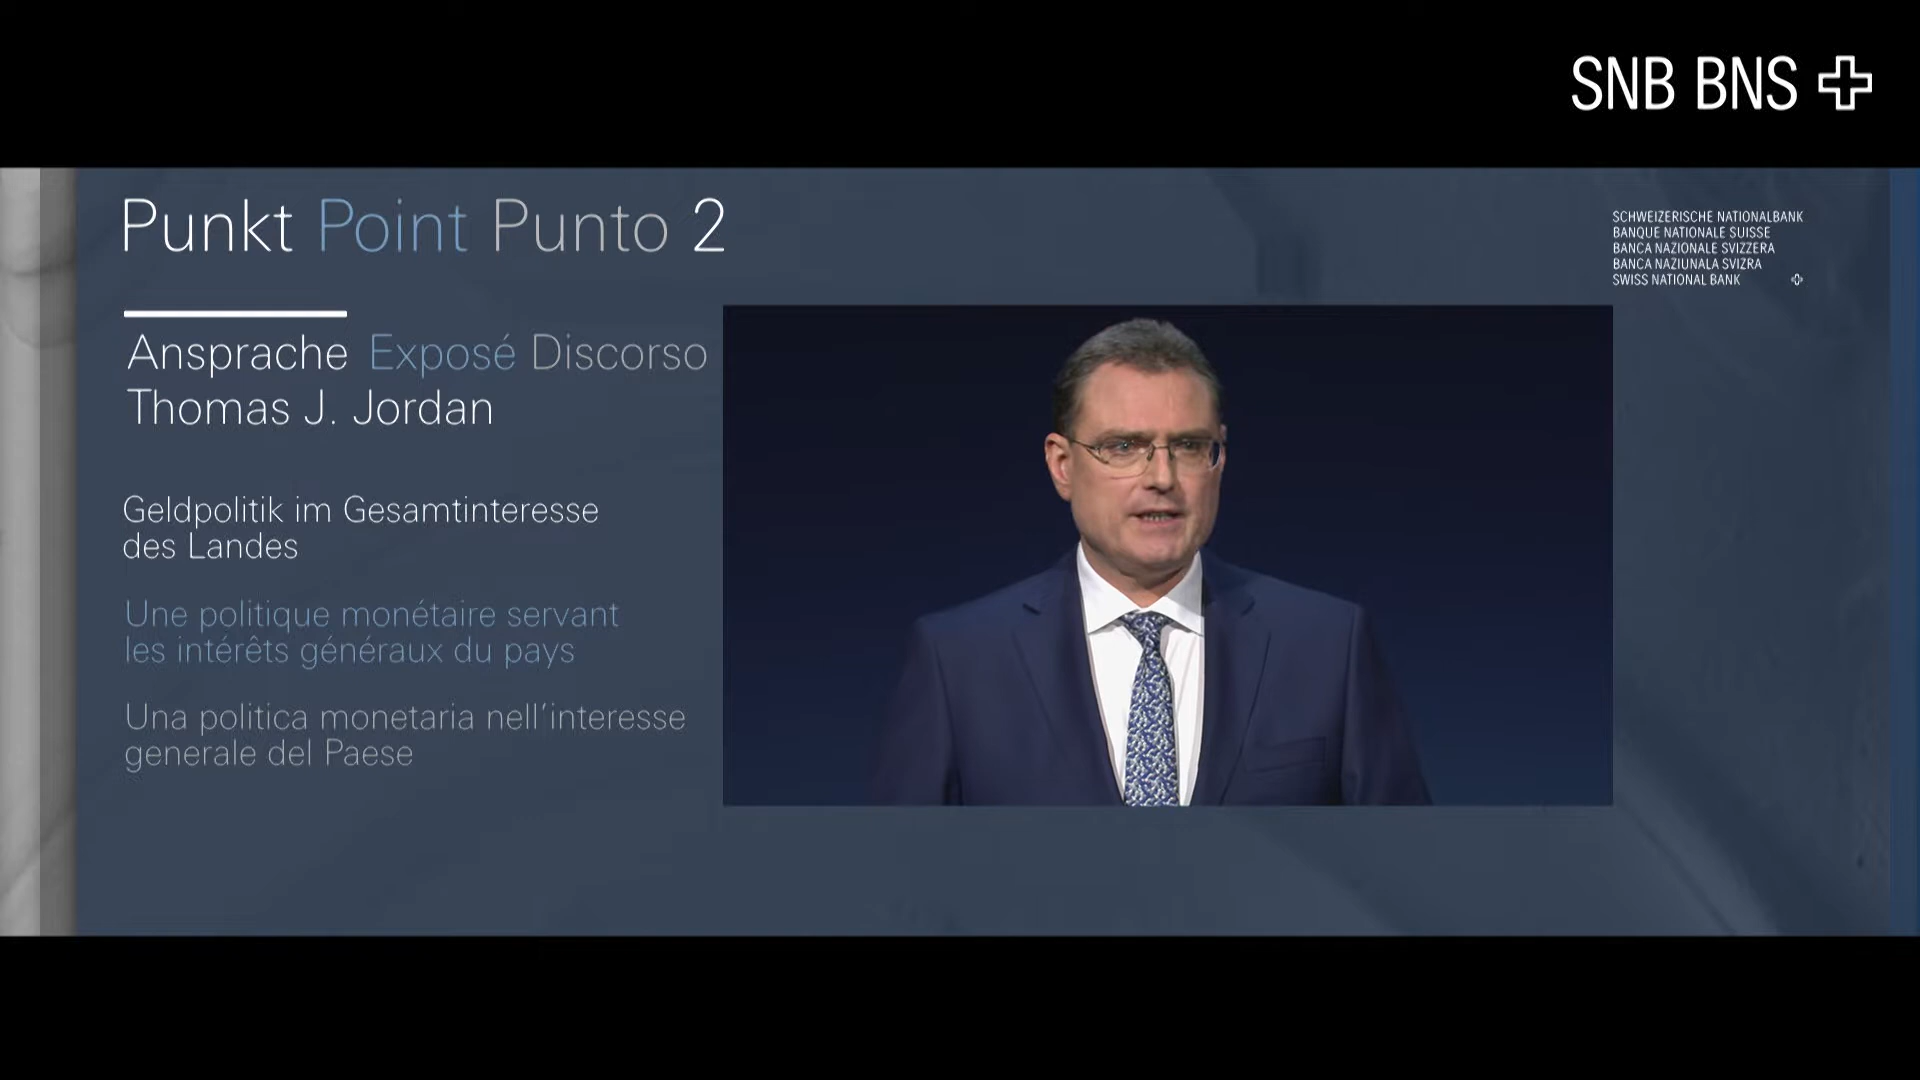 SNB BNS
Punkt Point Punto 2
SCHWEIZERISCHE NATIONALBANK
BANQUE NATIONALE SUISSE
BANCA NAZIONALE SVIZZERA
BANCA NAZIUNALA SVIZRA
SWISS NATIONAL BANK
Ansprache Exposé Discorso
Thomas J. Jordan
Geldpolitik im Gesamtinteresse
des Landes
Une politique monétaire servant
les intérêts généraux du pays
Una politica monetaria nell'interesse
generale del Paese